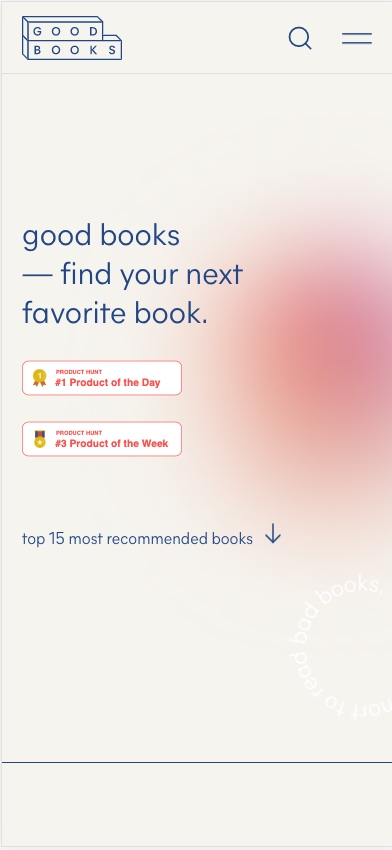 GOOD
BOOKS
good books
— find your next
favorite book.
PRODUCT HUNT
#1 Product of the Day
PRODUCT HUNT
#3 Product of the Week
top 15 most recommended books
bad books,
to read